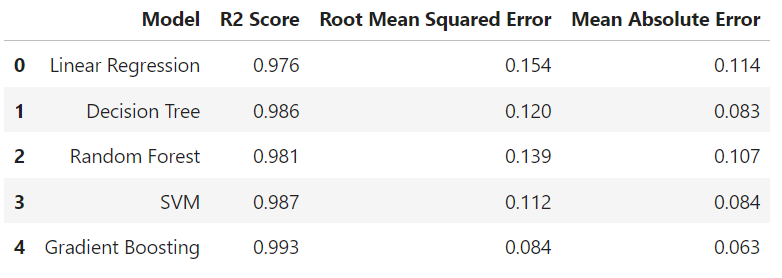 Model R2 Score Root Mean Squared Error Mean Absolute Error
0 Linear Regression 0.976 0.154 0.114
1 Decision Tree 0.986 0.120 0.083
2 Random Forest 0.981 0.139 0.107
3 SVM 0.987 0.112 0.084
4 Gradient Boosting 0.993 0.084 0.063